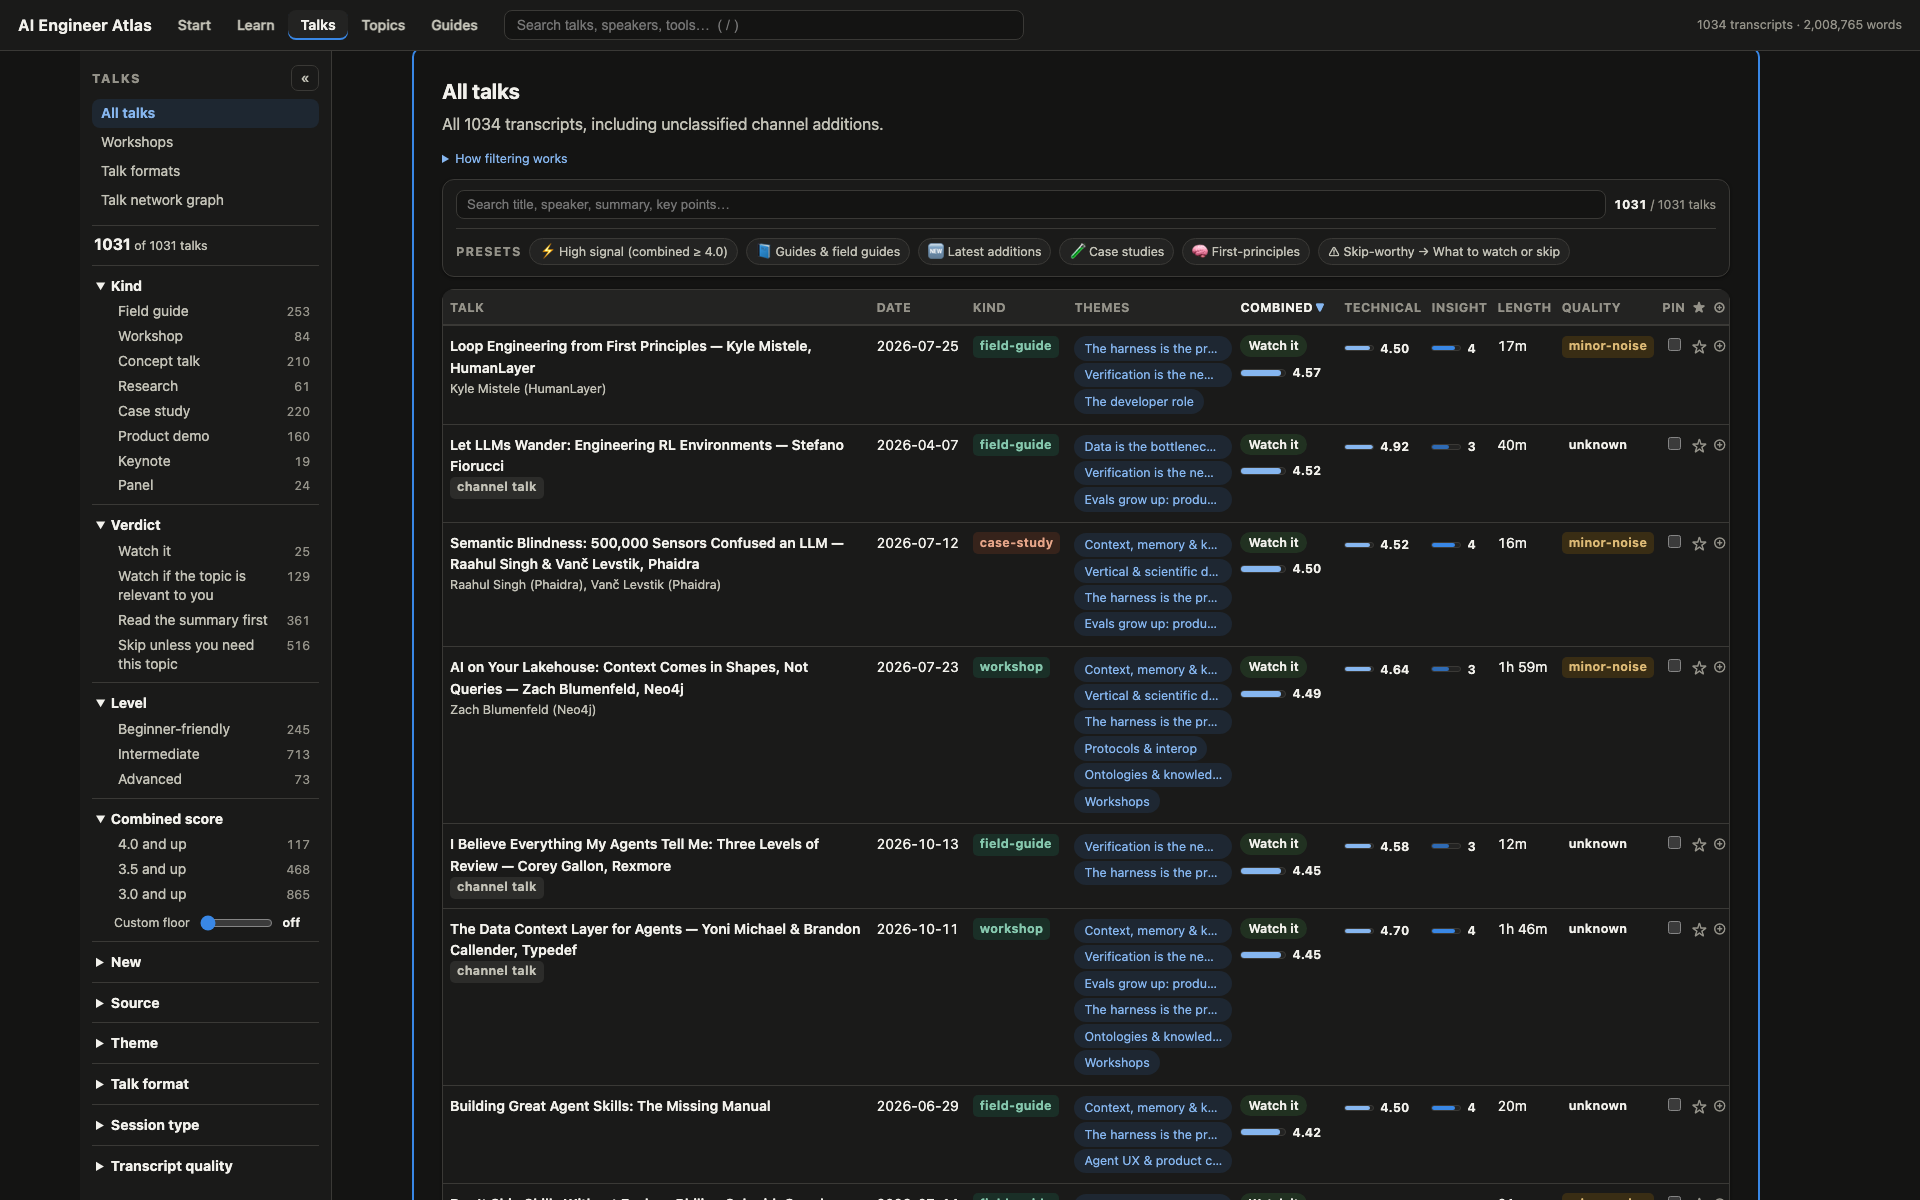 AI Engineer Atlas
Start
Learn
Talks
Topics
Guides
Search talks, speakers, tools… ( / )
1034 transcripts · 2,008,765 words
TALKS
«
All talks
Workshops
Talk formats
Talk network graph
1031 of 1031 talks
▼ Kind
Field guide 253
Workshop 84
Concept talk 210
Research 61
Case study 220
Product demo 160
Keynote 19
Panel 24
▼ Verdict
Watch it 25
Watch if the topic is 129
relevant to you
Read the summary first 361
Skip unless you need 516
this topic
▼ Level
Beginner-friendly 245
Intermediate 713
Advanced 73
▼ Combined score
4.0 and up 117
3.5 and up 468
3.0 and up 865
Custom floor off
▶ New
▶ Source
▶ Theme
▶ Talk format
▶ Session type
▶ Transcript quality
All talks
All 1034 transcripts, including unclassified channel additions.
▶ How filtering works
Search title, speaker, summary, key points…
1031 / 1031 talks
PRESETS
⚡ High signal (combined ≥ 4.0)
📘 Guides & field guides
🆕 Latest additions
🧪 Case studies
🧠 First-principles
⚠ Skip-worthy → What to watch or skip
TALK DATE KIND THEMES COMBINED▼ TECHNICAL INSIGHT LENGTH QUALITY PIN ★ ⊕
Loop Engineering from First Principles — Kyle Mistele,
HumanLayer
Kyle Mistele (HumanLayer)
2026-07-25
field-guide
The harness is the pr…
Verification is the ne…
The developer role
Watch it
4.57
4.50
4
17m
minor-noise
Let LLMs Wander: Engineering RL Environments — Stefano
Fiorucci
channel talk
2026-04-07
field-guide
Data is the bottlenec…
Verification is the ne…
Evals grow up: produ…
Watch it
4.52
4.92
3
40m
unknown
Semantic Blindness: 500,000 Sensors Confused an LLM —
Raahul Singh & Vanč Levstik, Phaidra
Raahul Singh (Phaidra), Vanč Levstik (Phaidra)
2026-07-12
case-study
Context, memory & k…
Vertical & scientific d…
The harness is the pr…
Evals grow up: produ…
Watch it
4.50
4.52
4
16m
minor-noise
AI on Your Lakehouse: Context Comes in Shapes, Not
Queries — Zach Blumenfeld, Neo4j
Zach Blumenfeld (Neo4j)
2026-07-23
workshop
Context, memory & k…
Vertical & scientific d…
The harness is the pr…
Protocols & interop
Ontologies & knowled…
Workshops
Watch it
4.49
4.64
3
1h 59m
minor-noise
I Believe Everything My Agents Tell Me: Three Levels of
Review — Corey Gallon, Rexmore
channel talk
2026-10-13
field-guide
Verification is the ne…
The harness is the pr…
Watch it
4.45
4.58
3
12m
unknown
The Data Context Layer for Agents — Yoni Michael & Brandon
Callender, Typedef
channel talk
2026-10-11
workshop
Context, memory & k…
Verification is the ne…
Evals grow up: produ…
The harness is the pr…
Ontologies & knowled…
Workshops
Watch it
4.45
4.70
4
1h 46m
unknown
Building Great Agent Skills: The Missing Manual
2026-06-29
field-guide
Context, memory & k…
The harness is the pr…
Agent UX & product c…
Watch it
4.42
4.50
4
20m
unknown